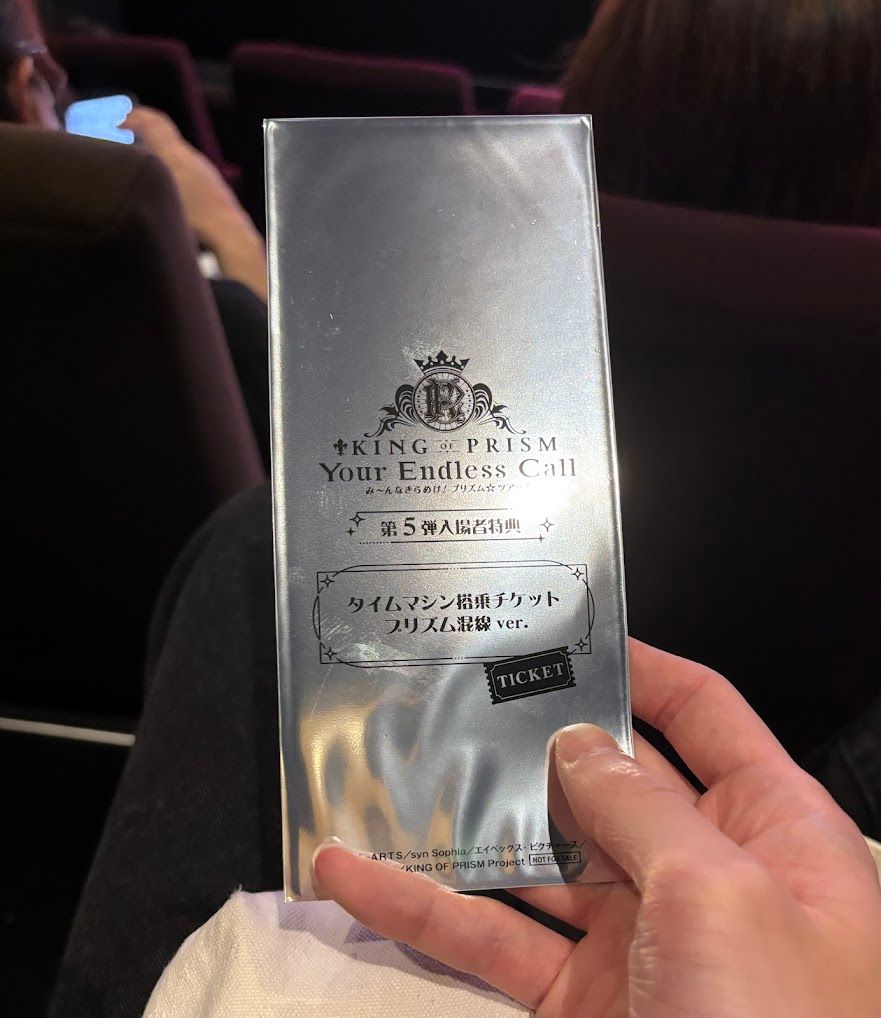 KING OF PRISM
Your Endless Call
み〜んなきらめけ!プリズム☆ツアー
第5弾入場者特典
タイムマシン搭乗チケット
プリズム混線 ver.
TICKET
-ARTS/syn Sophia/エイベックス・ピクチャーズ/
/KING OF PRISM Project NOT FOR SALE